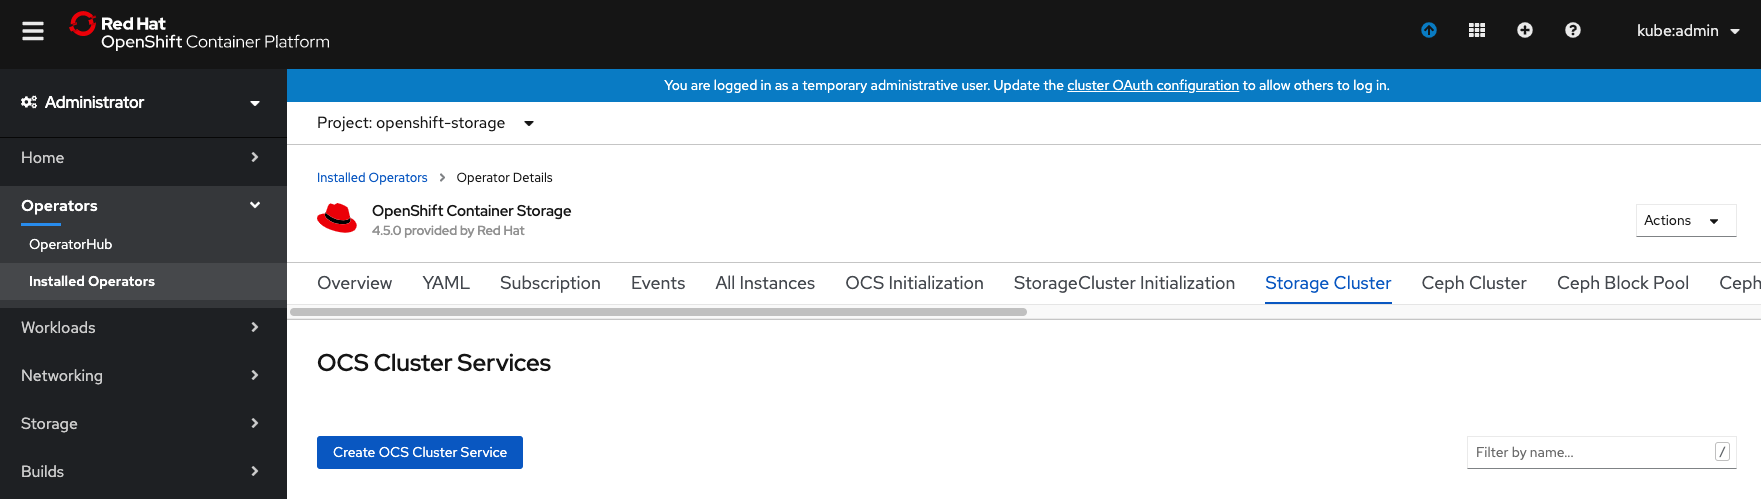 Red Hat
OpenShift Container Platform
kube:admin
Administrator
Home
Operators
OperatorHub
Installed Operators
Workloads
Networking
Storage
Builds
You are logged in as a temporary administrative user. Update the cluster OAuth configuration to allow others to log in.
Project: openshift-storage
Installed Operators > Operator Details
OpenShift Container Storage
4.5.0 provided by Red Hat
Actions
Overview YAML Subscription Events All Instances OCS Initialization StorageCluster Initialization Storage Cluster Ceph Cluster Ceph Block Pool Ceph
OCS Cluster Services
Create OCS Cluster Service
Filter by name... /